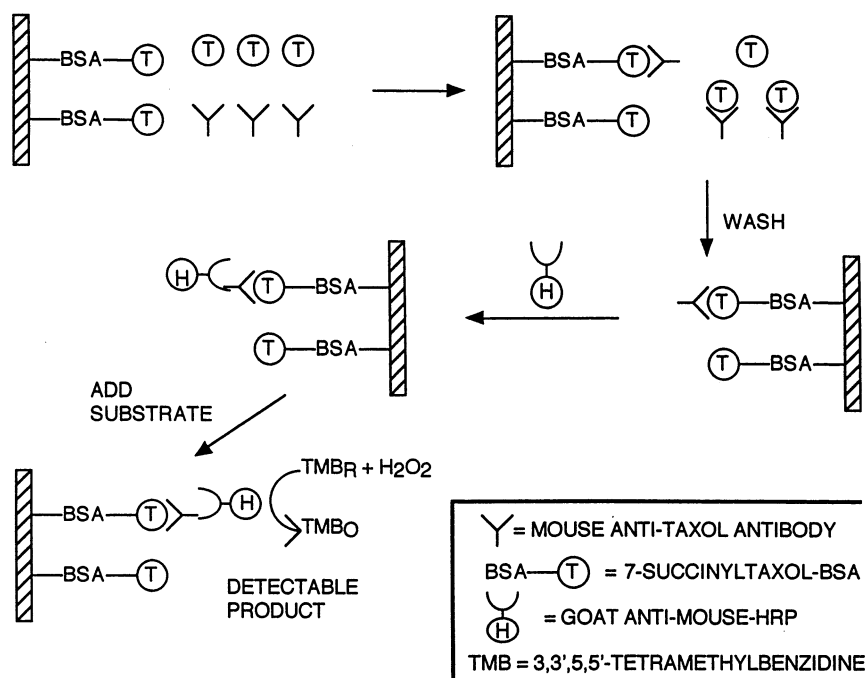 BSA T T T T
BSA T
BSA T
T
T T
BSA T
WASH
H T BSA
H
T BSA
T BSA
T BSA
ADD
SUBSTRATE
TMBR + H2O2
BSA T H
TMBO
BSA T
DETECTABLE
PRODUCT
= MOUSE ANTI-TAXOL ANTIBODY
BSA T = 7-SUCCINYLTAXOL-BSA
H = GOAT ANTI-MOUSE-HRP
TMB = 3,3',5,5'-TETRAMETHYLBENZIDINE